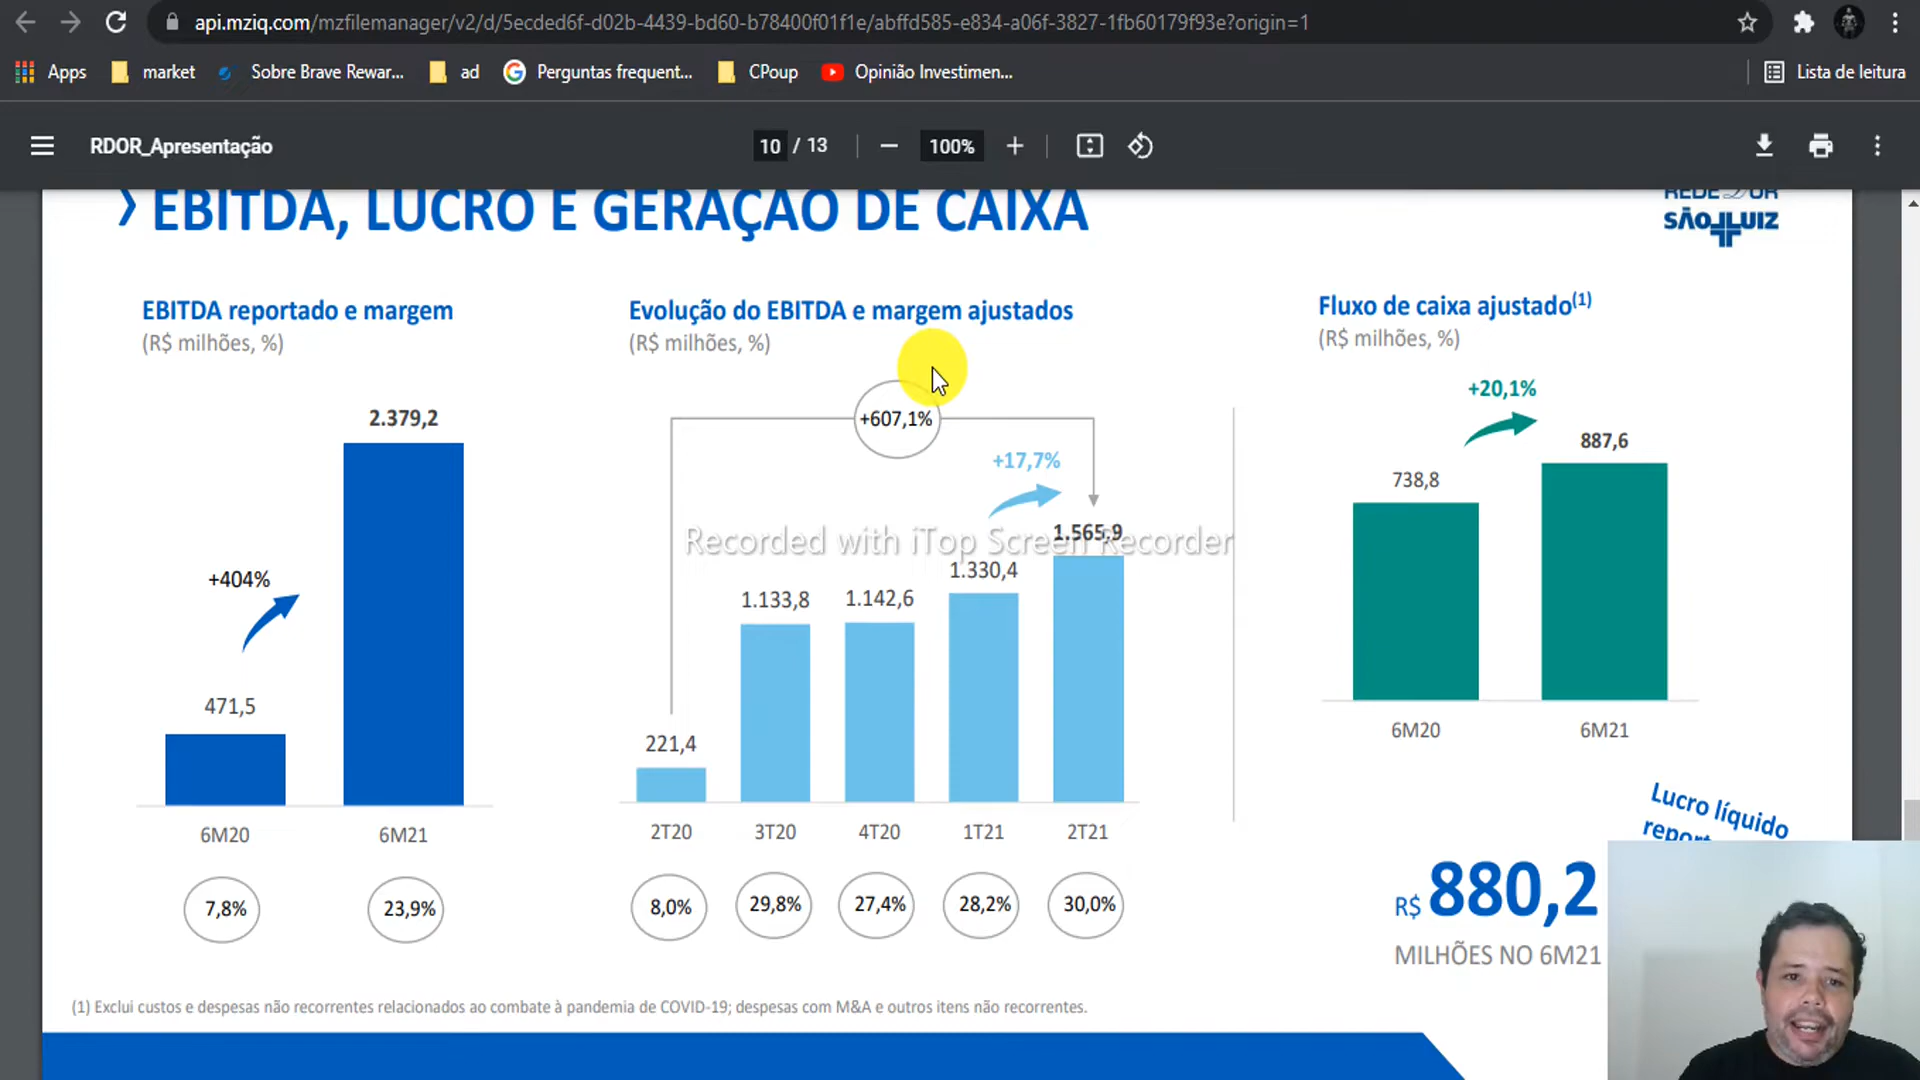 api.mziq.com/mzfilemanager/v2/d/5ecded6f-d02b-4439-bd60-b78400f01f1e/abffd585-e834-a06f-3827-1fb60179f93e?origin=1
Apps market Sobre Brave Rewar... ad Perguntas frequent... CPoup Opinião Investimen... Lista de leitura
RDOR_Apresentação 10 / 13 100%
EBITDA, LUCRO E GERAÇÃO DE CAIXA
REDE D'OR
SÃO LUIZ
EBITDA reportado e margem
(R$ milhões, %)
2.379,2
+404%
471,5
6M20 6M21
7,8% 23,9%
Evolução do EBITDA e margem ajustados
(R$ milhões, %)
+607,1%
+17,7%
1.565,9
1.330,4
1.133,8 1.142,6
221,4
2T20 3T20 4T20 1T21 2T21
8,0% 29,8% 27,4% 28,2% 30,0%
Fluxo de caixa ajustado(1)
(R$ milhões, %)
+20,1%
887,6
738,8
6M20 6M21
Lucro líquido
R$ 880,2
MILHÕES NO 6M21
(1) Exclui custos e despesas não recorrentes relacionados ao combate à pandemia de COVID-19; despesas com M&A e outros itens não recorrentes.
Recorded with iTop Screen Recorder